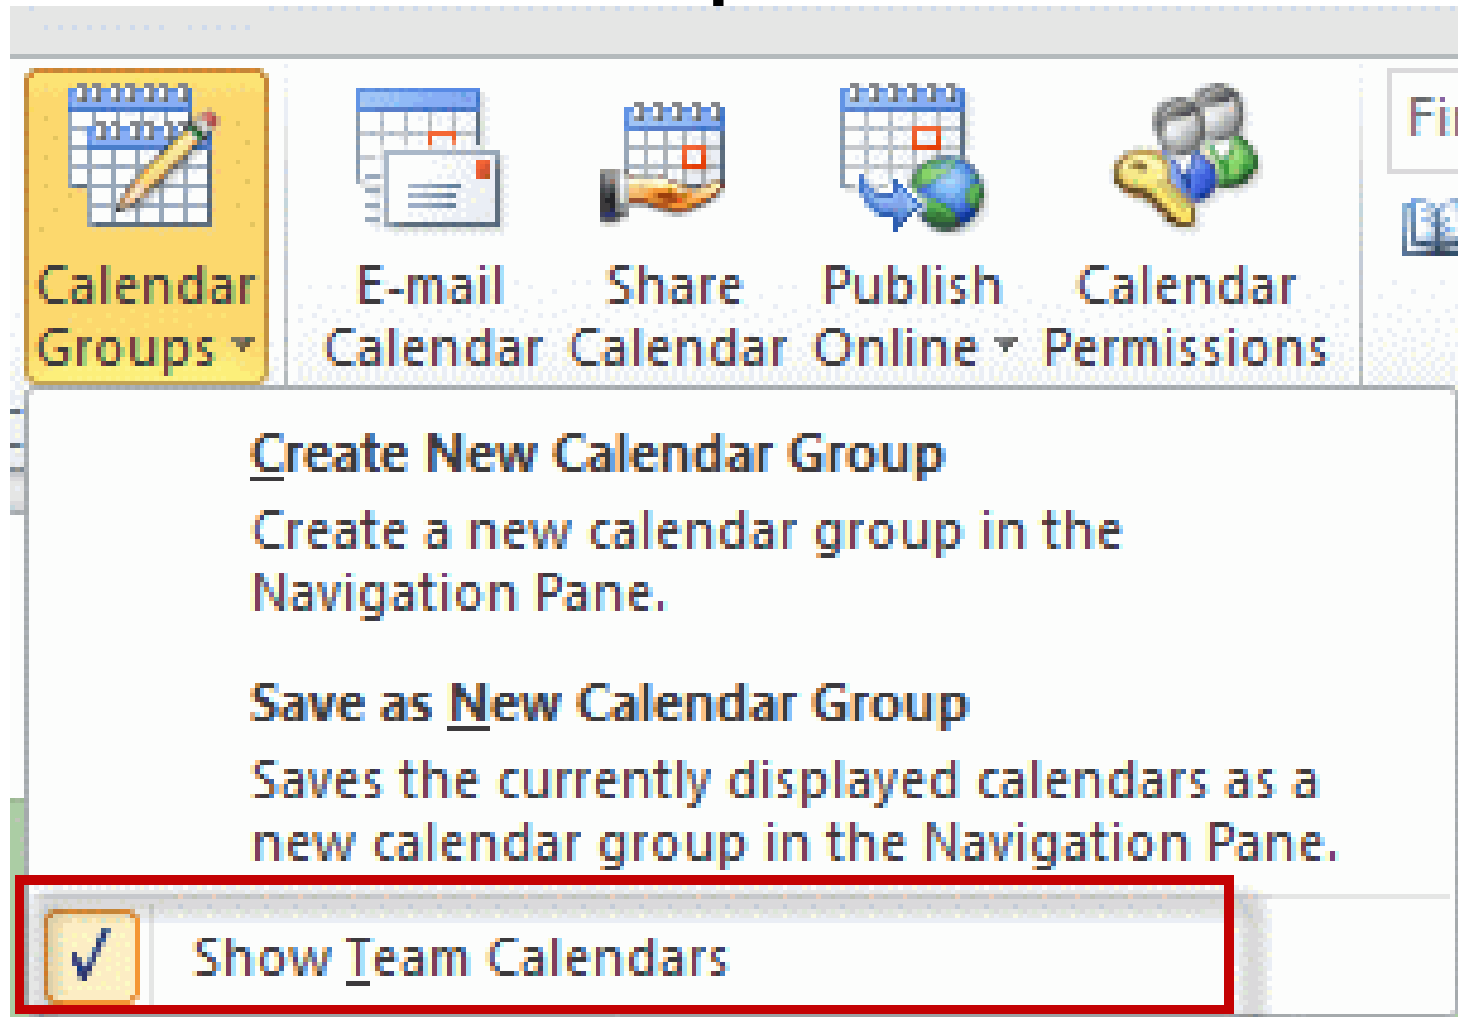 Calendar
Groups
E-mail
Calendar
Share
Calendar
Publish
Online
Calendar
Permissions
Create New Calendar Group
Create a new calendar group in the
Navigation Pane.
Save as New Calendar Group
Saves the currently displayed calendars as a
new calendar group in the Navigation Pane.
Show Team Calendars